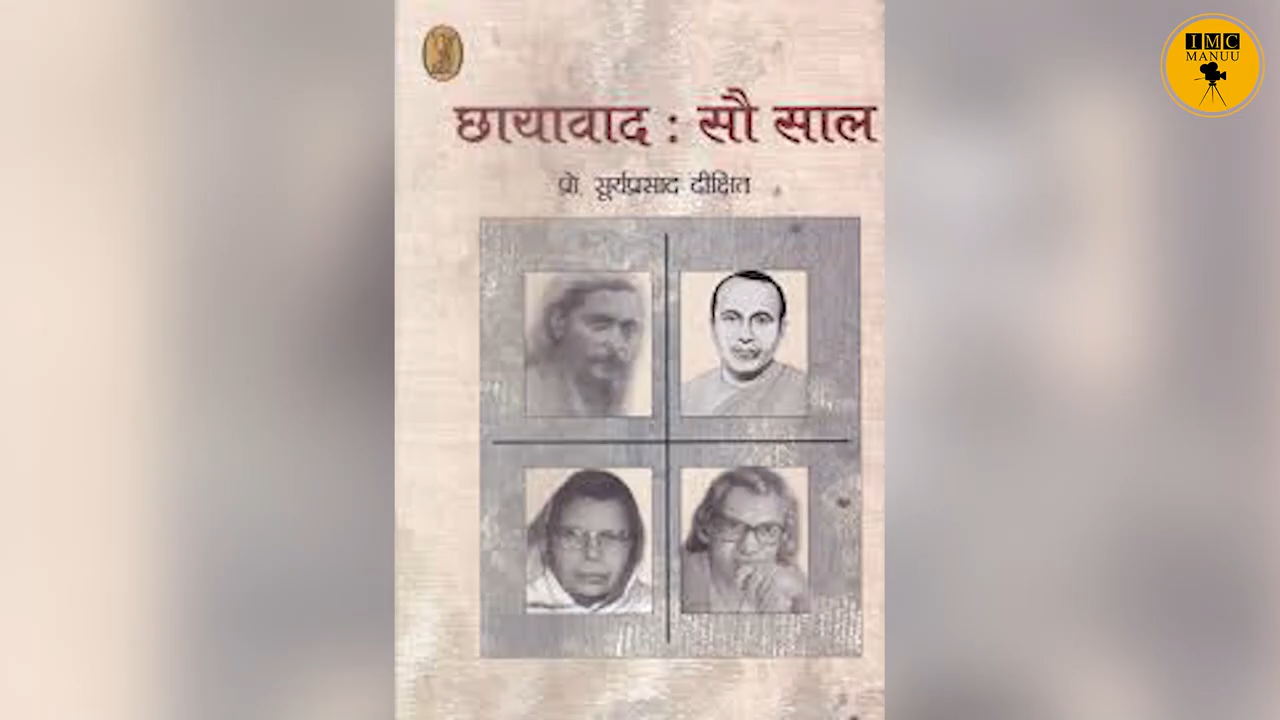 छायावाद : सौ साल
प्रो. सूर्यप्रसाद दीक्षित
IMC
MANUU